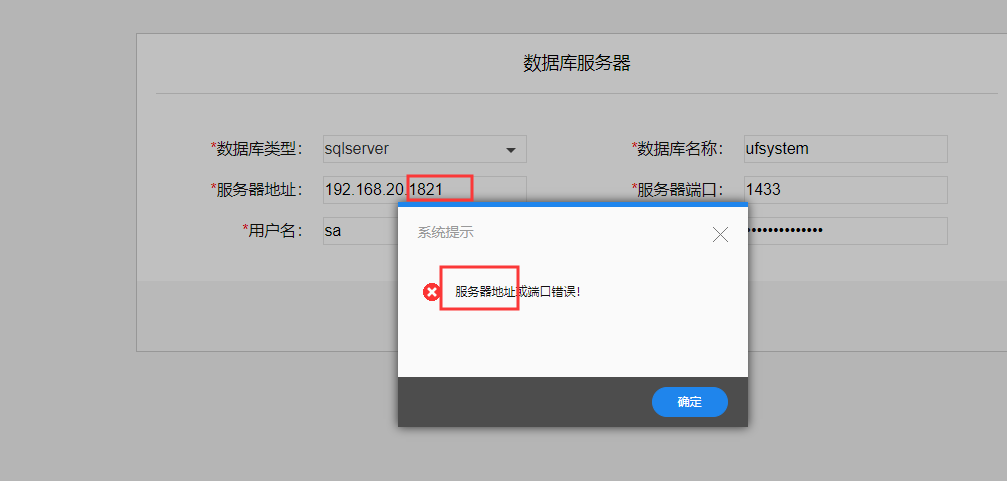 数据库服务器
*数据库类型： sqlserver *数据库名称： ufsystem
*服务器地址： 192.168.20.1821 *服务器端口： 1433
*用户名： sa ••••••••••••••
系统提示
服务器地址或端口错误！
确定